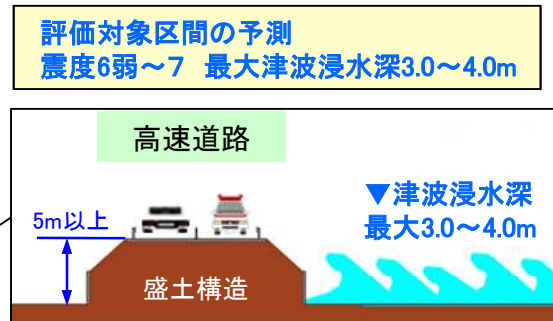 評価対象区間の予測
震度6弱～7 最大津波浸水深3.0～4.0m
高速道路
▼津波浸水深
最大3.0～4.0m
5m以上
盛土構造